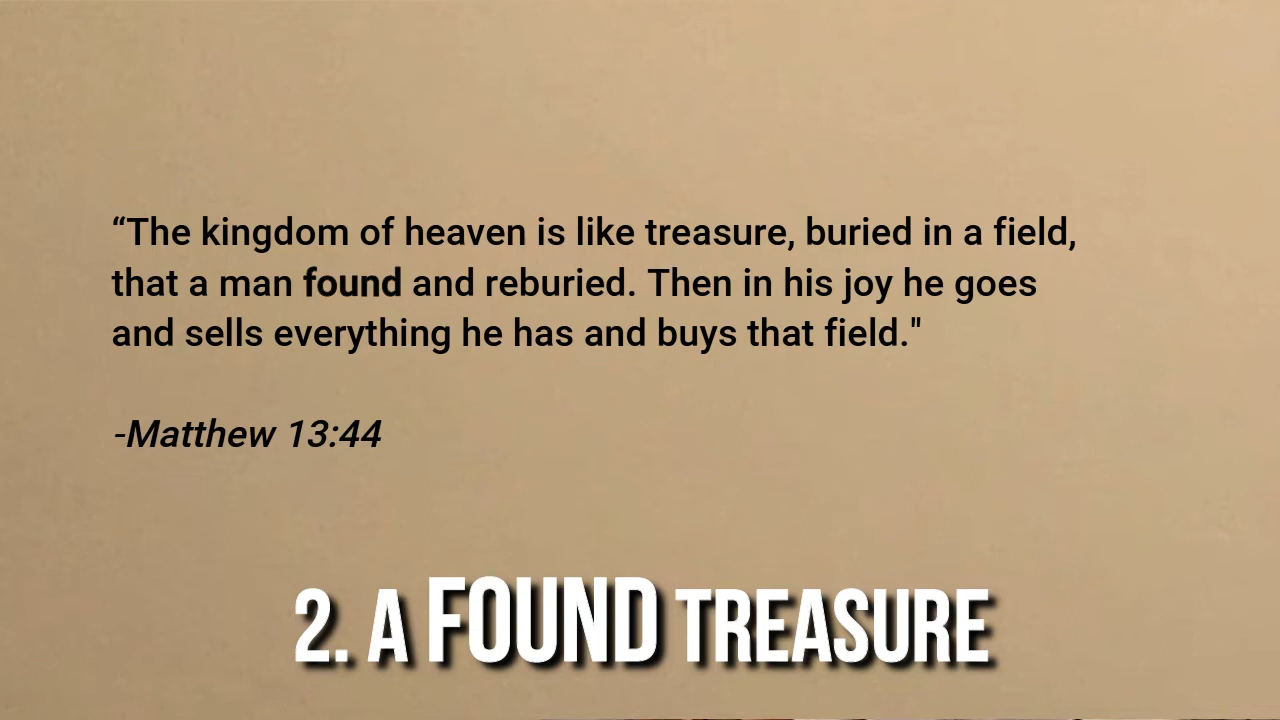 “The kingdom of heaven is like treasure, buried in a field,
that a man found and reburied. Then in his joy he goes
and sells everything he has and buys that field."
-Matthew 13:44
2. A FOUND TREASURE